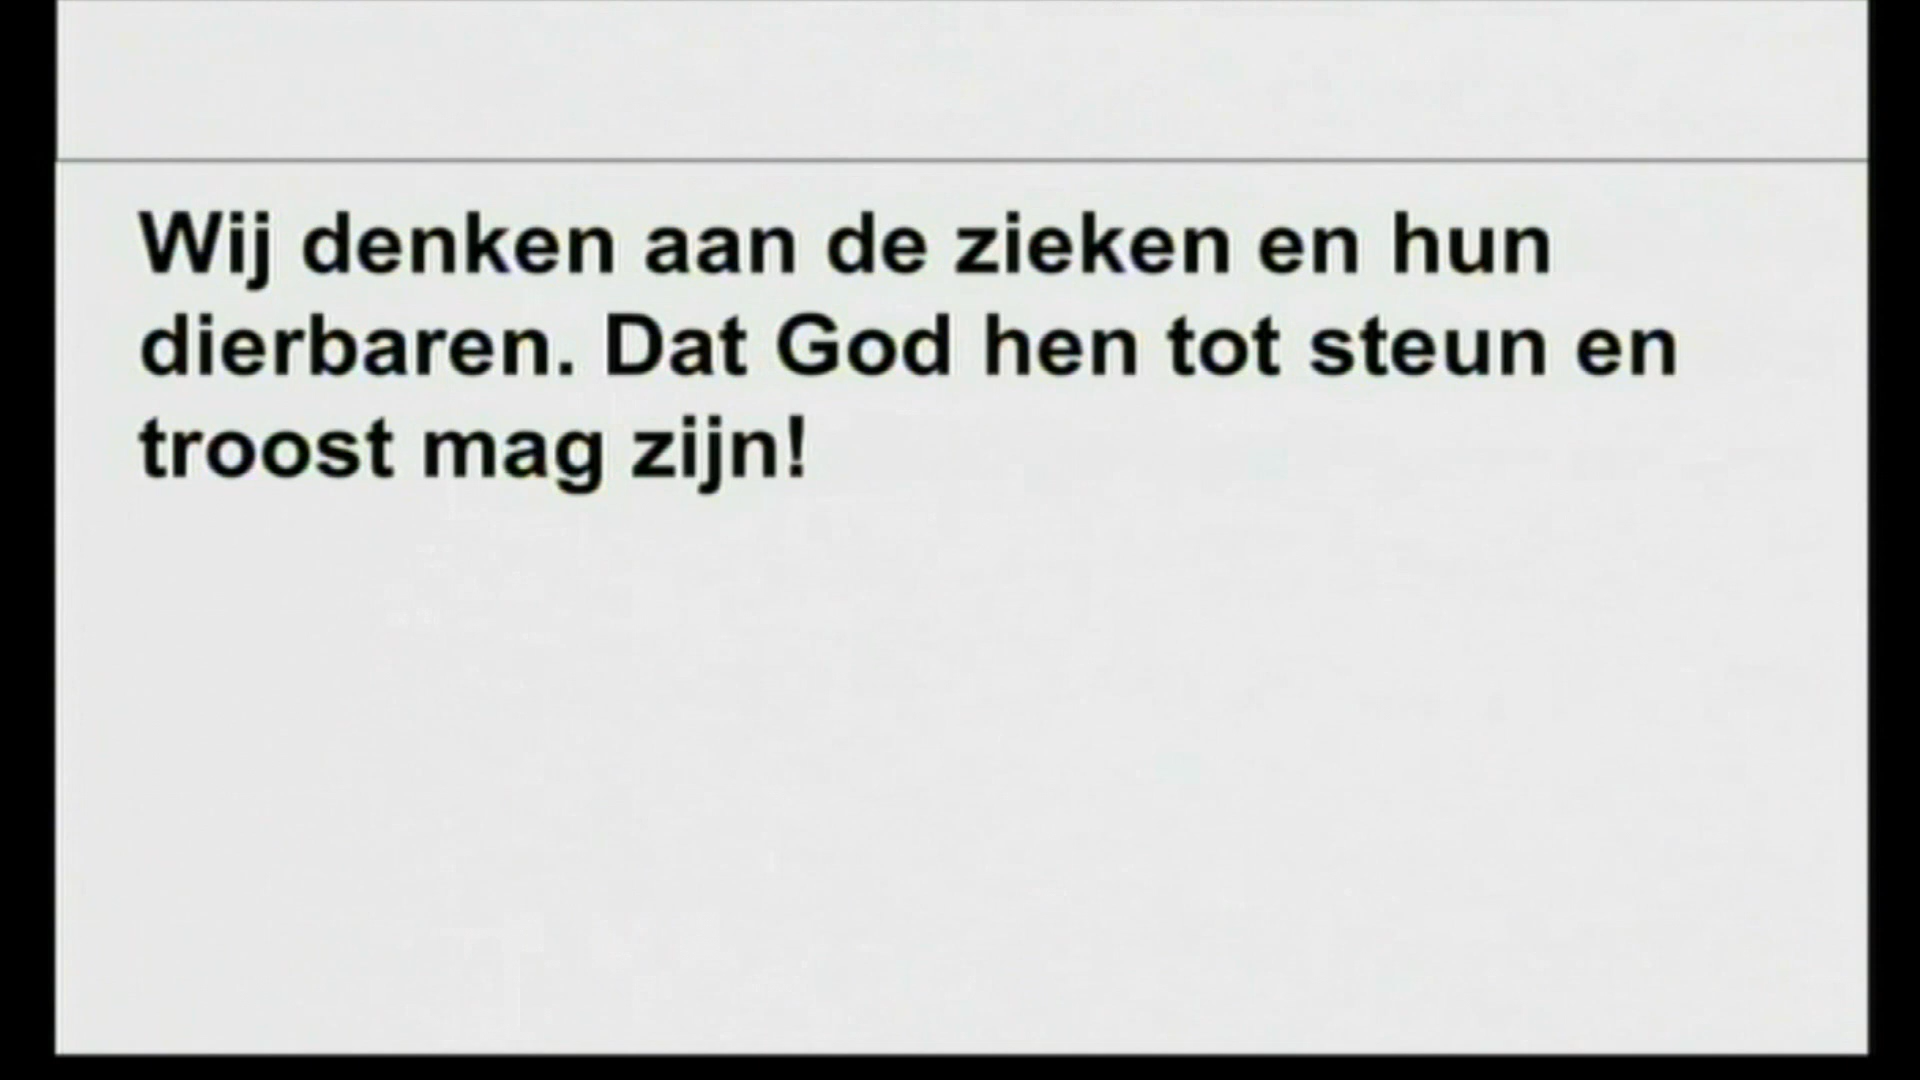 Wij denken aan de zieken en hun
dierbaren. Dat God hen tot steun en
troost mag zijn!